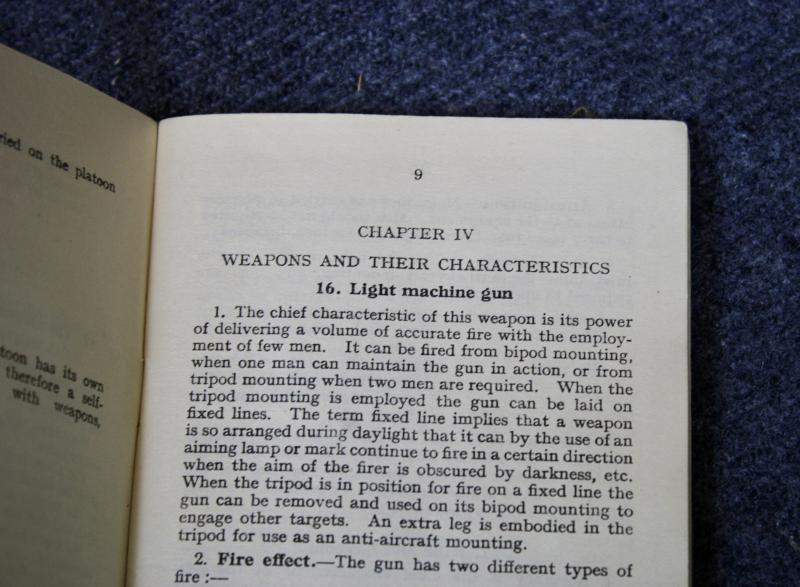 ried on the platoon
toon has its own
therefore a self-
with weapons,
9
CHAPTER IV
WEAPONS AND THEIR CHARACTERISTICS
16. Light machine gun
1. The chief characteristic of this weapon is its power
of delivering a volume of accurate fire with the employ-
ment of few men. It can be fired from bipod mounting,
when one man can maintain the gun in action, or from
tripod mounting when two men are required. When the
tripod mounting is employed the gun can be laid on
fixed lines. The term fixed line implies that a weapon
is so arranged during daylight that it can by the use of an
aiming lamp or mark continue to fire in a certain direction
when the aim of the firer is obscured by darkness, etc.
When the tripod is in position for fire on a fixed line the
gun can be removed and used on its bipod mounting to
engage other targets. An extra leg is embodied in the
tripod for use as an anti-aircraft mounting.
2. Fire effect.—The gun has two different types of
fire :—